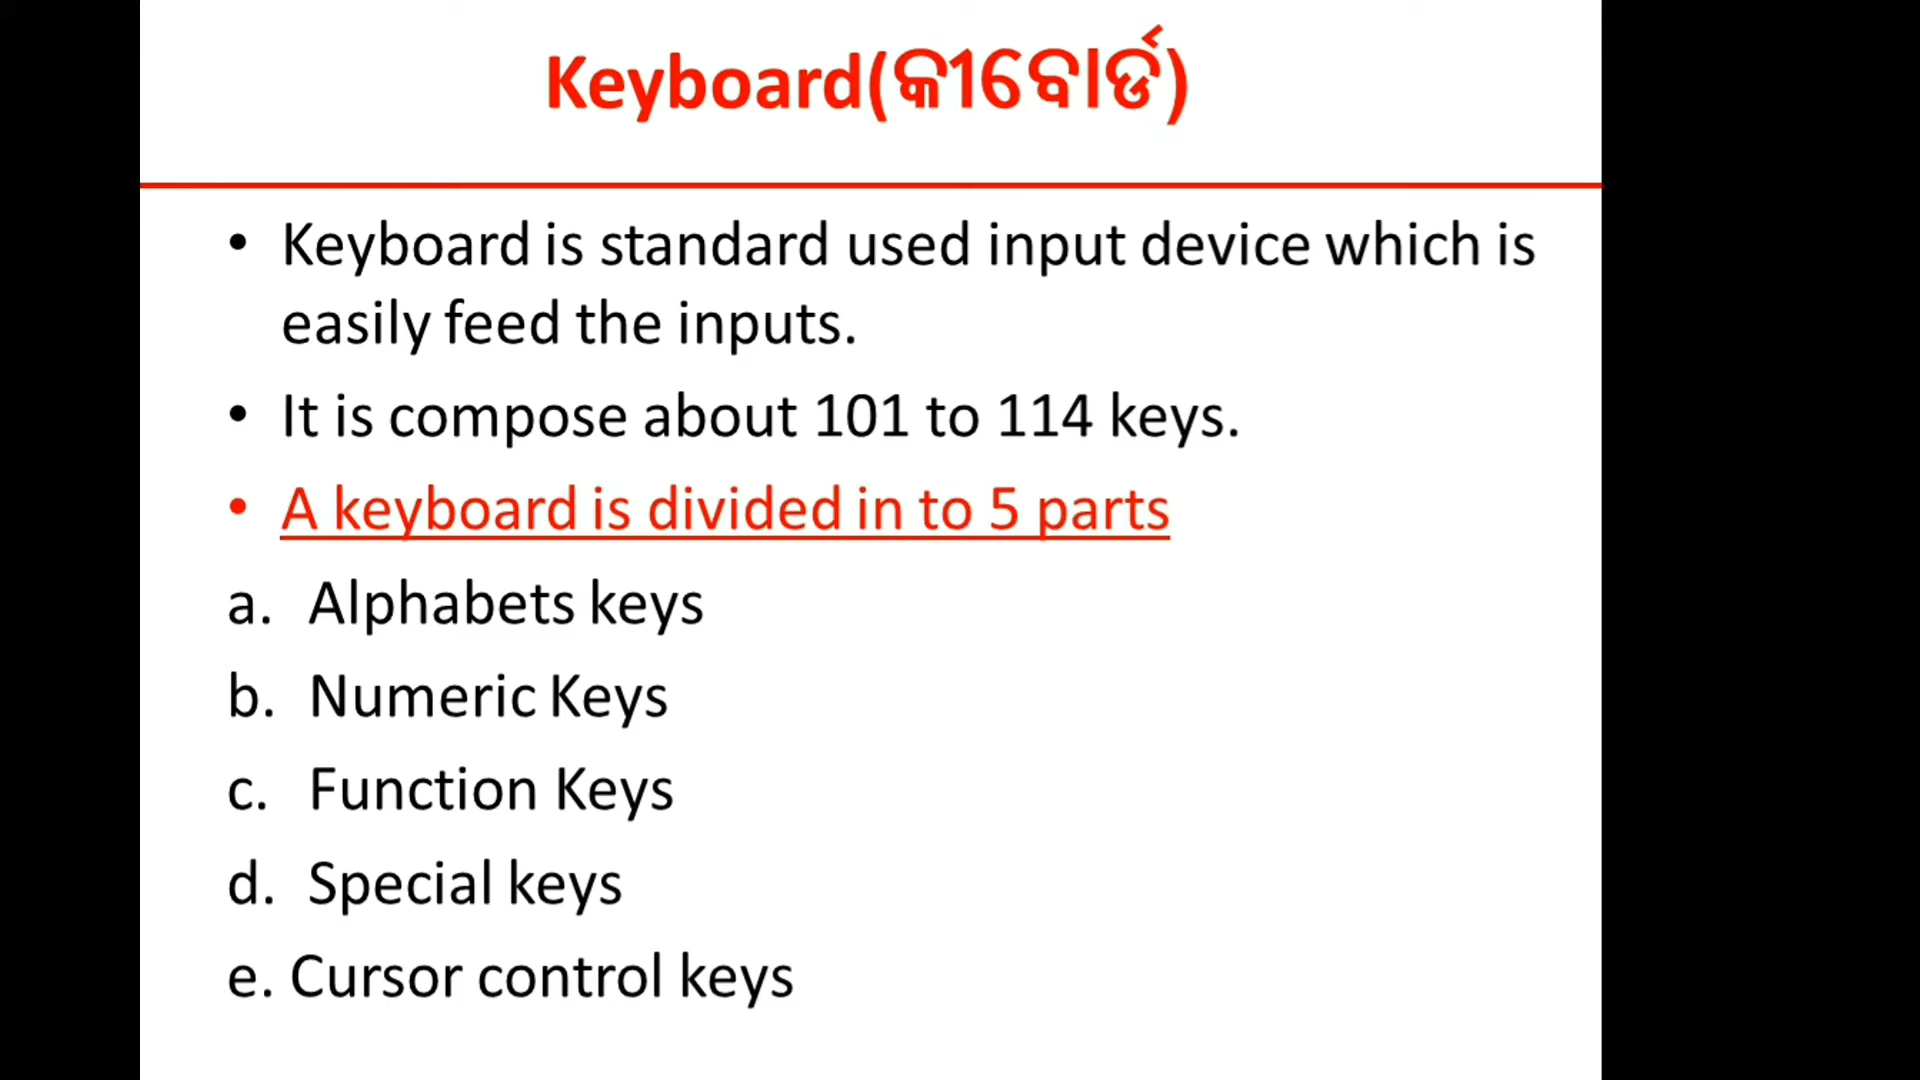 Keyboard(କୀବୋର୍ଡ)
• Keyboard is standard used input device which is
easily feed the inputs.
• It is compose about 101 to 114 keys.
• A keyboard is divided in to 5 parts
a. Alphabets keys
b. Numeric Keys
c. Function Keys
d. Special keys
e. Cursor control keys